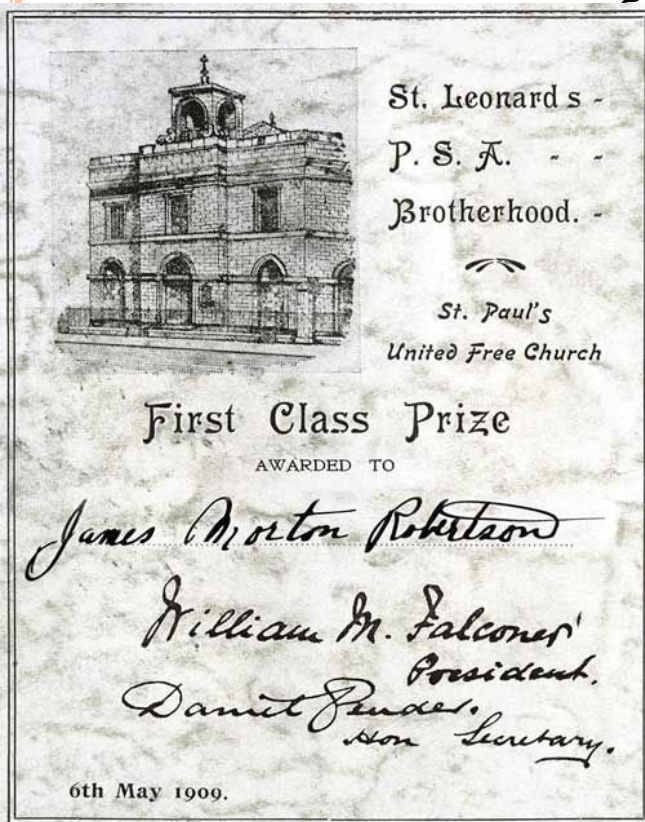 St. Leonard s -
P. S. A. - -
Brotherhood. -
St. Paul's
United Free Church
First Class Prize
AWARDED TO
James Morton Robertson
William M. Falconer
President.
Daniel Pender.
Hon Secretary.
6th May 1909.